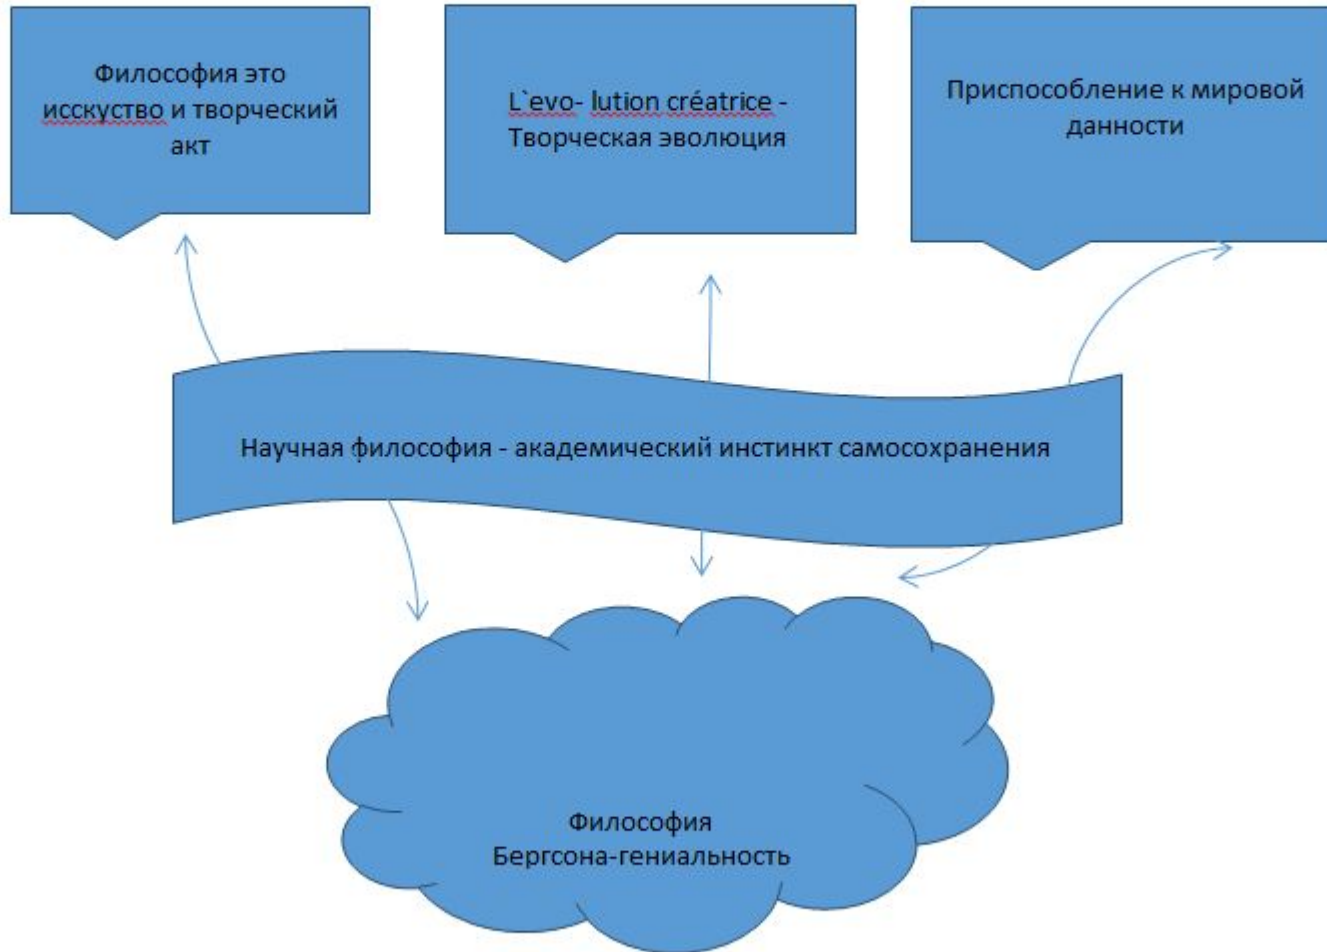 Философия это
исскуство и творческий
акт
L`evo- lution créatrice -
Творческая эволюция
Приспособление к мировой
данности
Научная философия - академический инстинкт самосохранения
Философия
Бергсона-гениальность